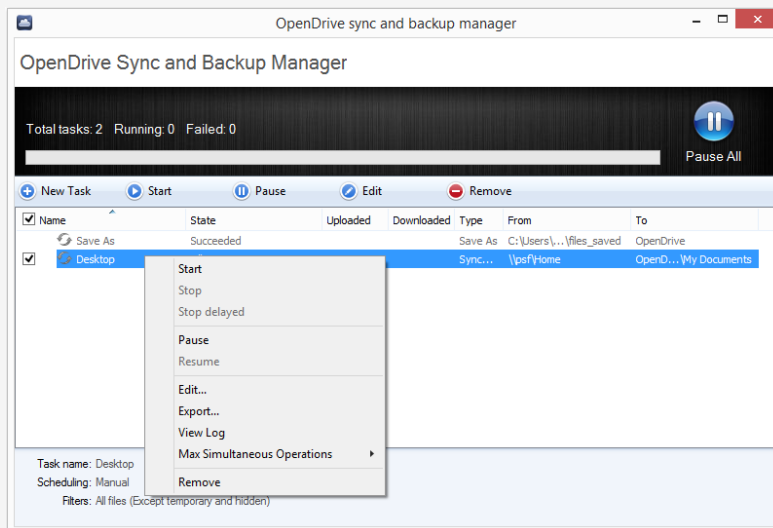 OpenDrive sync and backup manager
OpenDrive Sync and Backup Manager
Total tasks: 2 Running: 0 Failed: 0
Pause All
New Task Start Pause Edit Remove
Name State Uploaded Downloaded Type From To
Save As Succeeded Save As C:\Users\...\files_saved OpenDrive
Desktop Sync... \\psf\Home OpenD...\My Documents
Start
Stop
Stop delayed
Pause
Resume
Edit...
Export...
View Log
Max Simultaneous Operations
Remove
Task name: Desktop
Scheduling: Manual
Filters: All files (Except temporary and hidden)